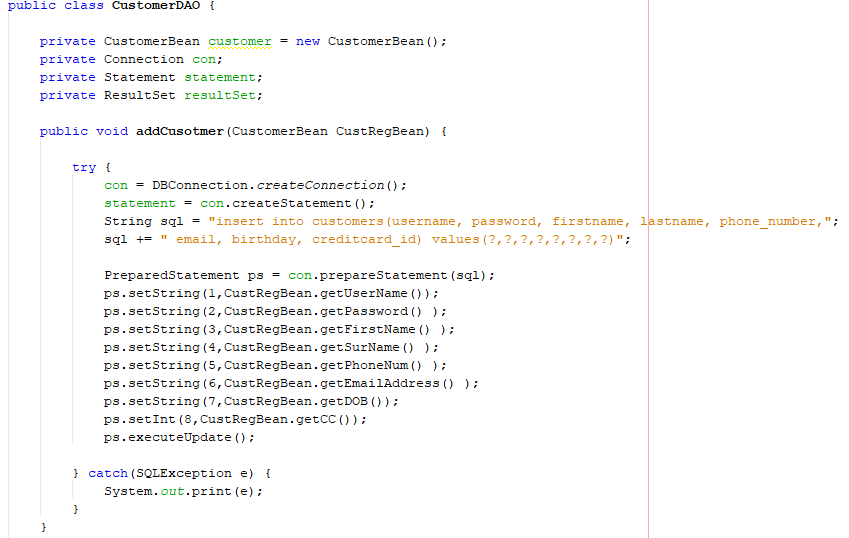 public class CustomerDAO {
private CustomerBean customer = new CustomerBean();
private Connection con;
private Statement statement;
private ResultSet resultSet;
public void addCusotmer(CustomerBean CustRegBean) {
try {
con = DBConnection.createConnection();
statement = con.createStatement();
String sql = "insert into customers(username, password, firstname, lastname, phone_number,";
sql += " email, birthday, creditcard_id) values(?,?,?,?,?,?,?,?)";
PreparedStatement ps = con.prepareStatement(sql);
ps.setString(1,CustRegBean.getUserName());
ps.setString(2,CustRegBean.getPassword() );
ps.setString(3,CustRegBean.getFirstName() );
ps.setString(4,CustRegBean.getSurName() );
ps.setString(5,CustRegBean.getPhoneNum() );
ps.setString(6,CustRegBean.getEmailAddress() );
ps.setString(7,CustRegBean.getDOB());
ps.setInt(8,CustRegBean.getCC());
ps.executeUpdate();
} catch(SQLException e) {
System.out.print(e);
}
}